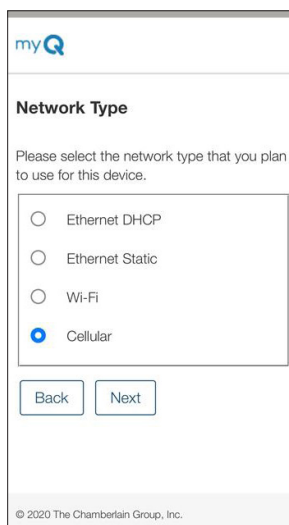 myQ
Network Type
Please select the network type that you plan
to use for this device.
Ethernet DHCP
Ethernet Static
Wi-Fi
Cellular
Back Next
© 2020 The Chamberlain Group, Inc.